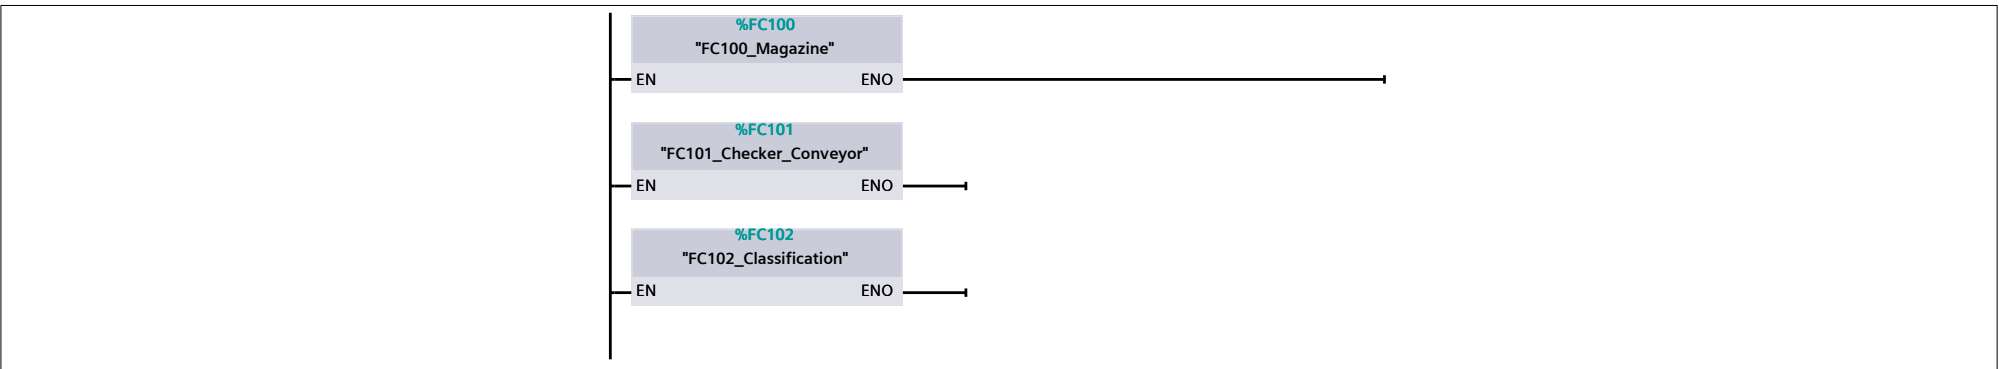 %FC100
"FC100_Magazine"
EN ENO
%FC101
"FC101_Checker_Conveyor"
EN ENO
%FC102
"FC102_Classification"
EN ENO